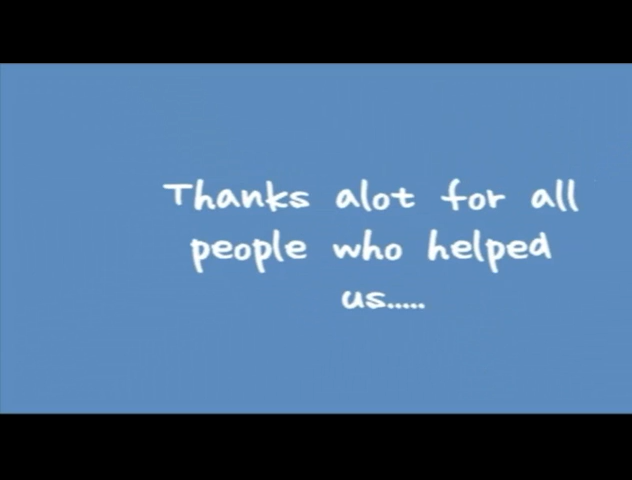 Thanks alot for all
people who helped
us.....